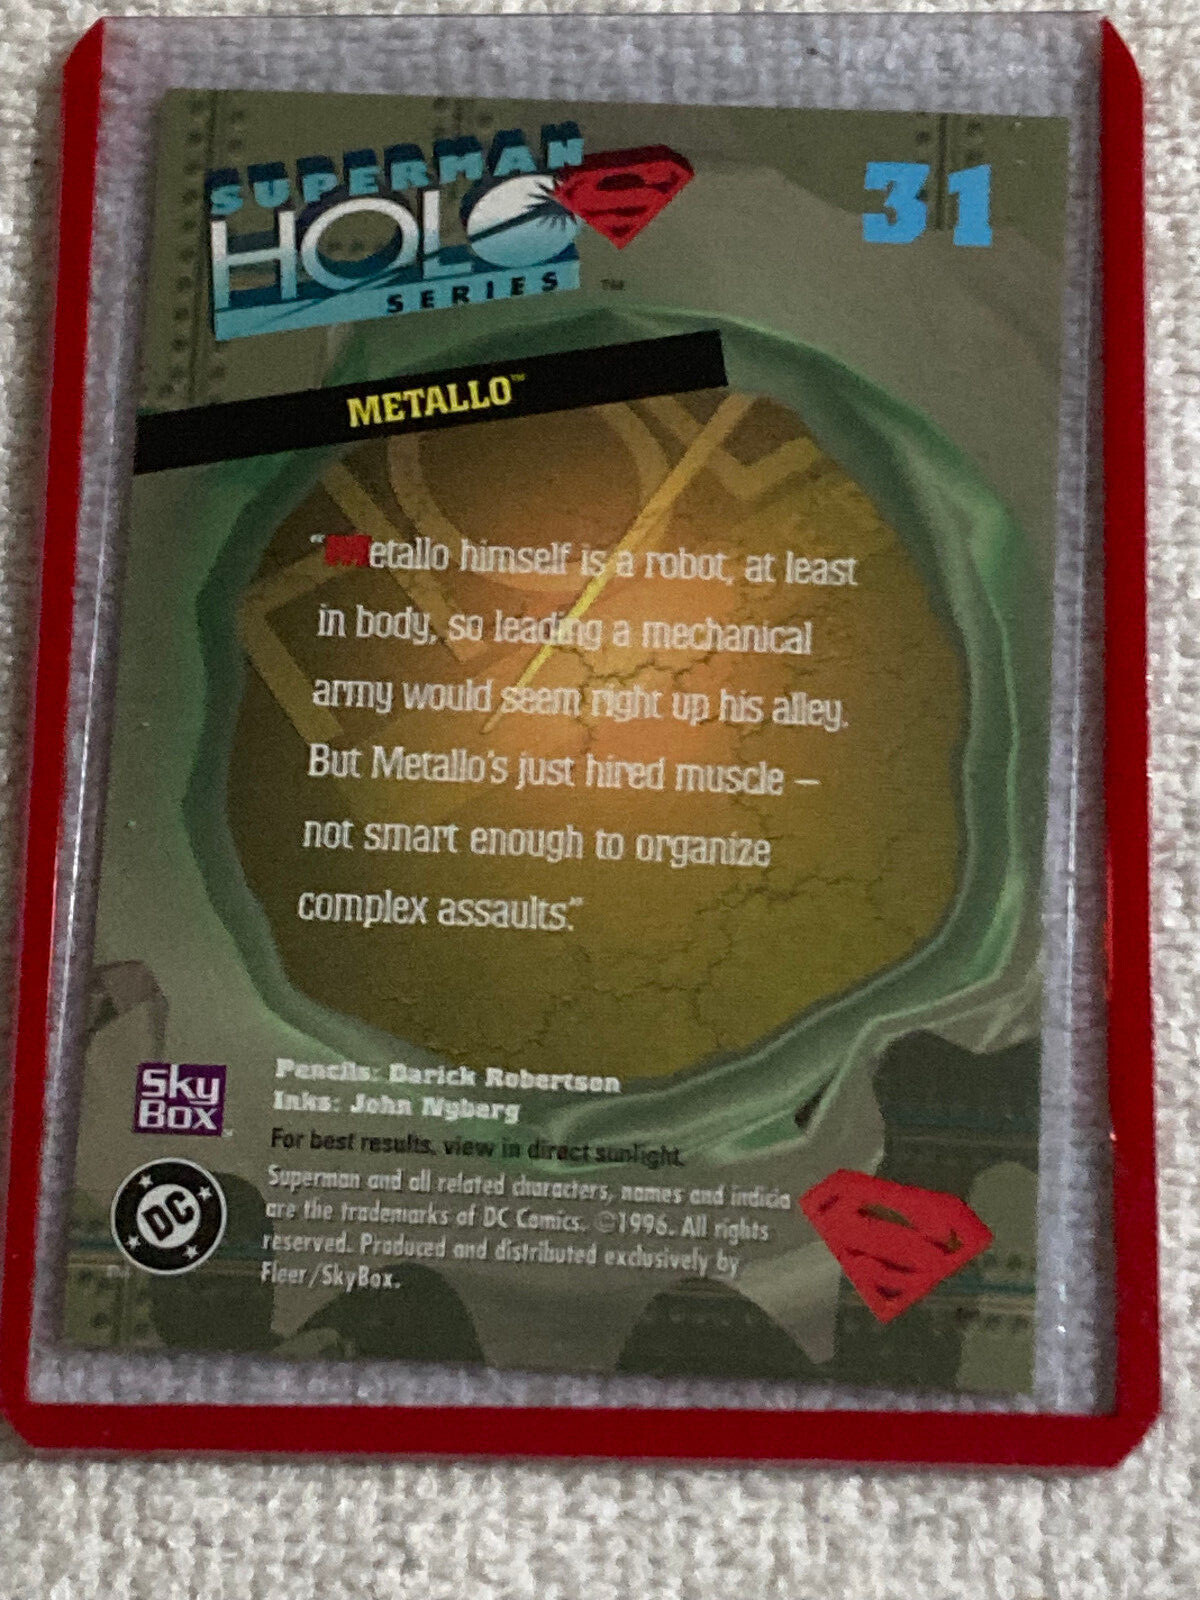 SUPERMAN
HOLO
SERIES
TM
31
METALLO™
"Metallo himself is a robot, at least
in body, so leading a mechanical
army would seem right up his alley.
But Metallo's just hired muscle —
not smart enough to organize
complex assaults."
Sky
Box
Pencils: Darick Robertson
Inks: John Nyberg
For best results, view in direct sunlight.
DC
Superman and all related characters, names and indicia
are the trademarks of DC Comics. ©1996. All rights
reserved. Produced and distributed exclusively by
Fleer/SkyBox.